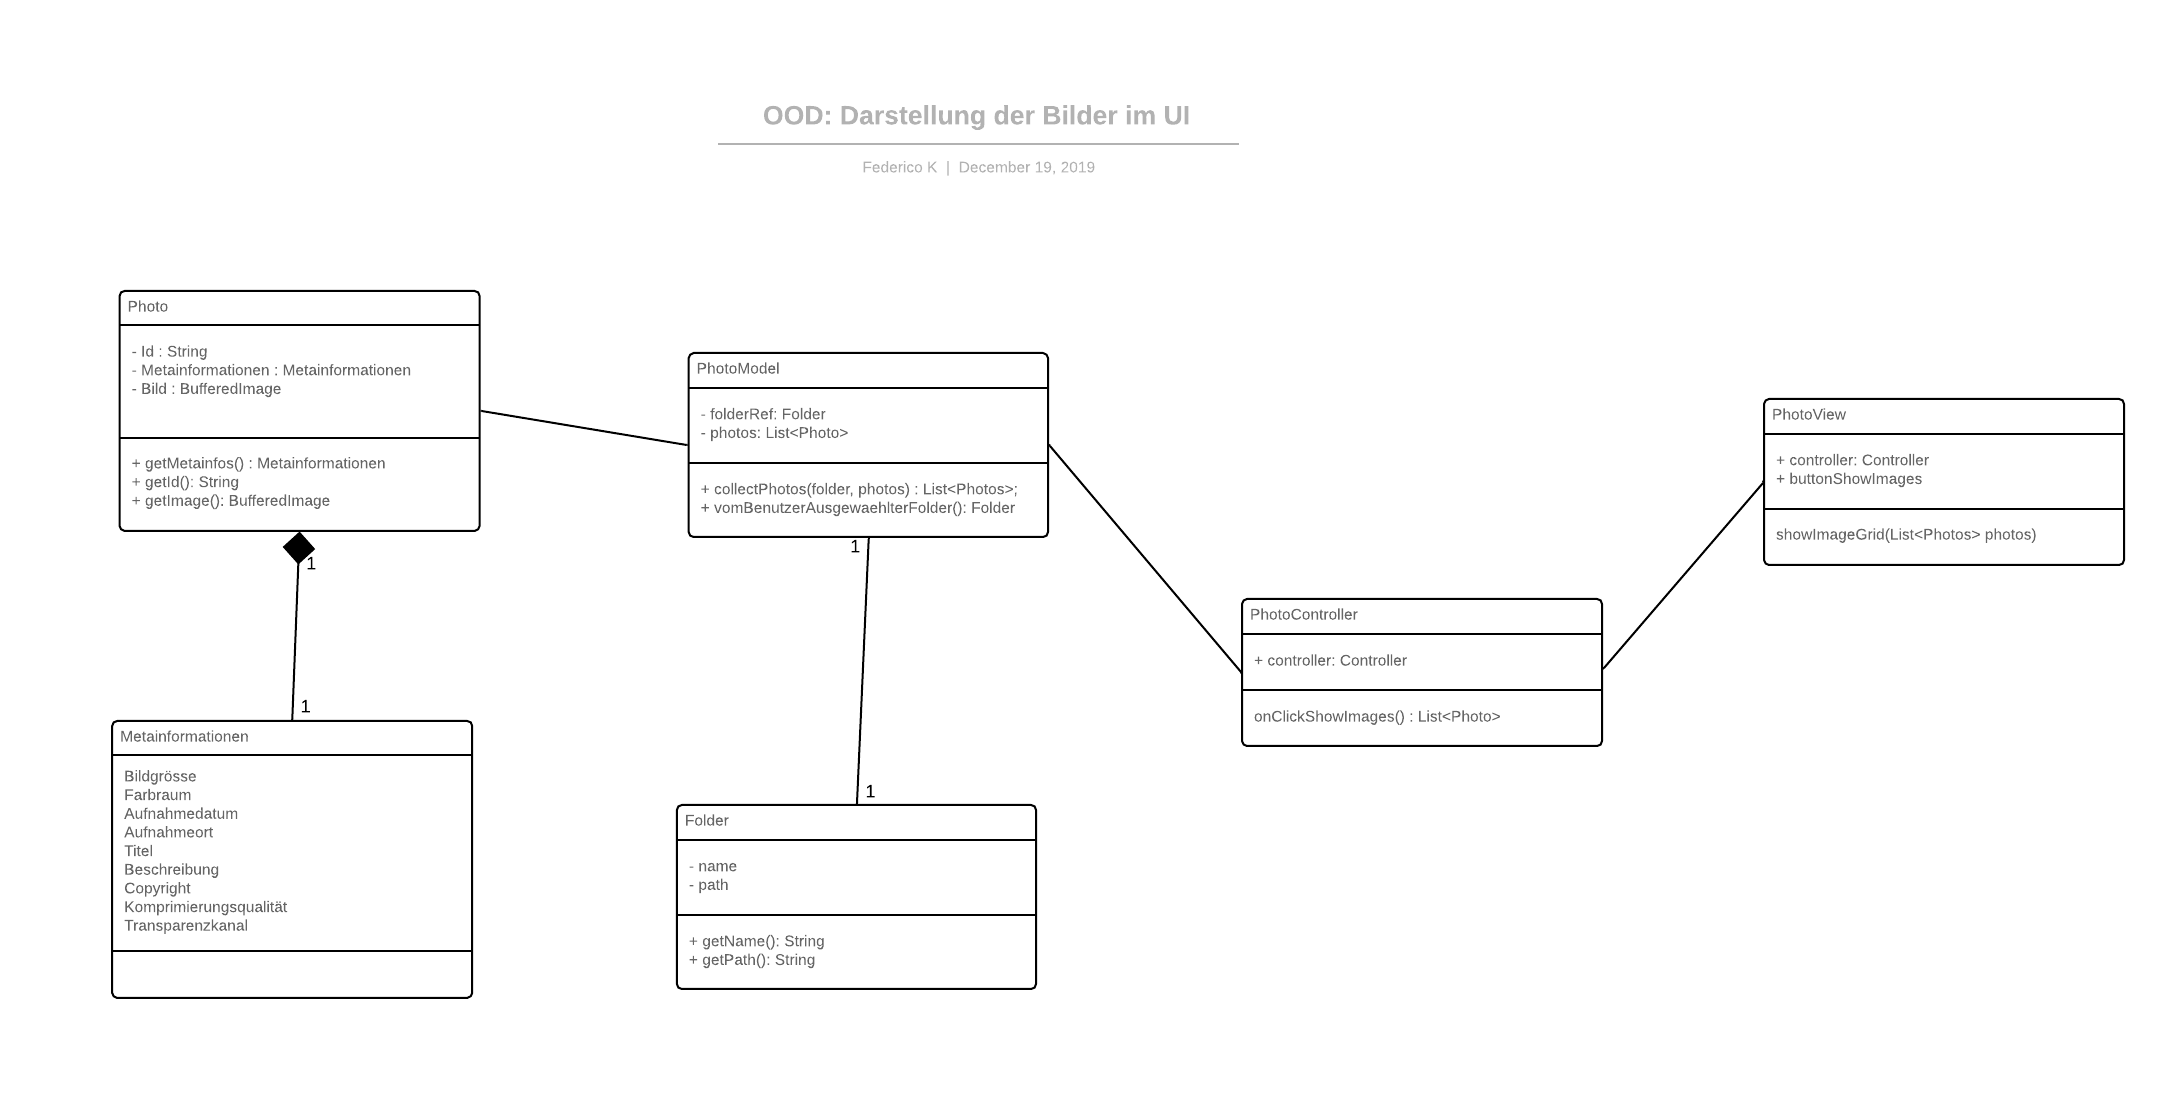 OOD: Darstellung der Bilder im UI
Federico K | December 19, 2019
Photo
- Id : String
- Metainformationen : Metainformationen
- Bild : BufferedImage
+ getMetainfos() : Metainformationen
+ getId(): String
+ getImage(): BufferedImage
1
1
Metainformationen
Bildgrösse
Farbraum
Aufnahmedatum
Aufnahmeort
Titel
Beschreibung
Copyright
Komprimierungsqualität
Transparenzkanal
PhotoModel
- folderRef: Folder
- photos: List<Photo>
+ collectPhotos(folder, photos) : List<Photos>;
+ vomBenutzerAusgewaehlterFolder(): Folder
1
1
Folder
- name
- path
+ getName(): String
+ getPath(): String
PhotoController
+ controller: Controller
onClickShowImages() : List<Photo>
PhotoView
+ controller: Controller
+ buttonShowImages
showImageGrid(List<Photos> photos)